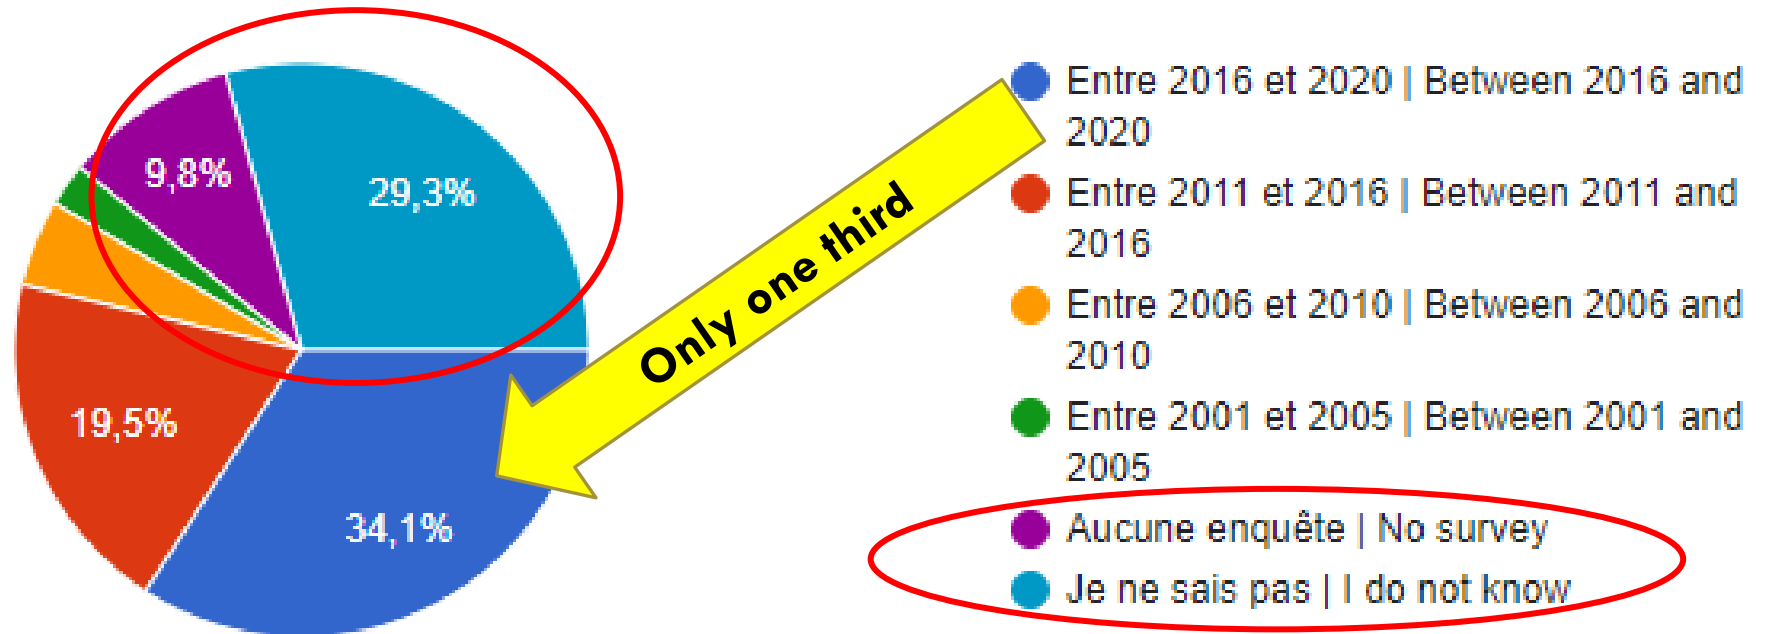 9,8%
29,3%
19,5%
34,1%
Only one third
Entre 2016 et 2020 | Between 2016 and
2020
Entre 2011 et 2016 | Between 2011 and
2016
Entre 2006 et 2010 | Between 2006 and
2010
Entre 2001 et 2005 | Between 2001 and
2005
Aucune enquête | No survey
Je ne sais pas | I do not know